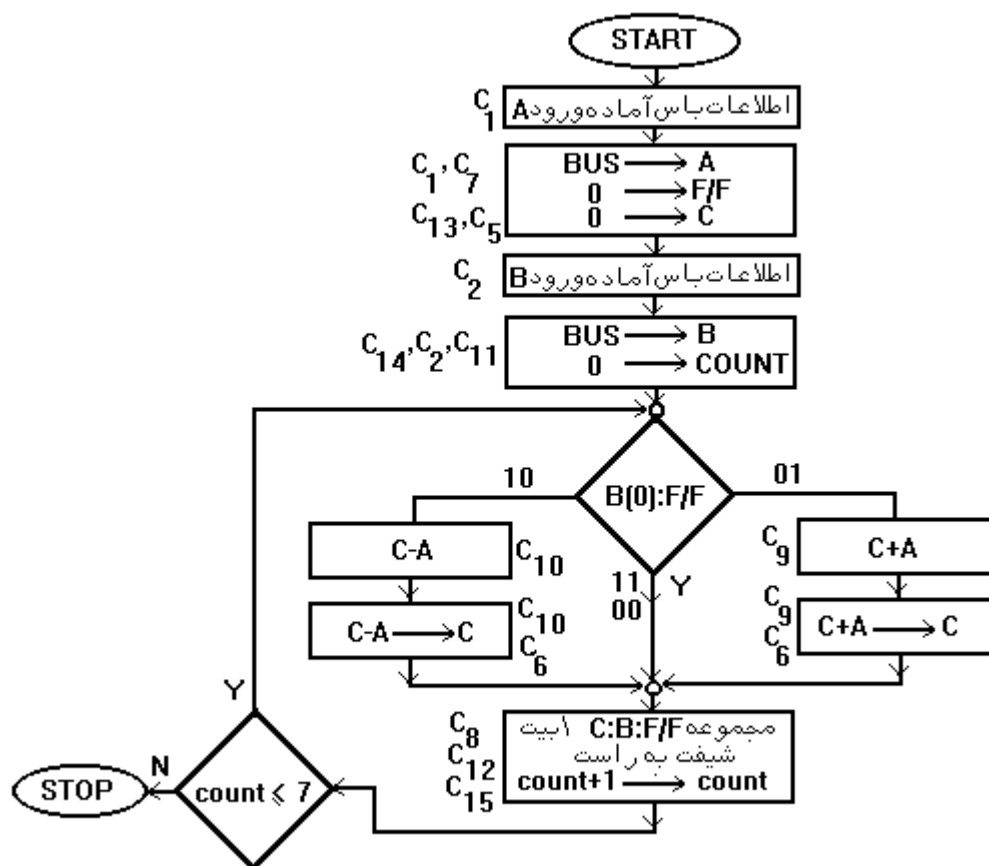 START
C1
اطلاعات باس آماده ورود A
C1, C7
BUS → A
0 → F/F
C13, C5
0 → C
C2
اطلاعات باس آماده ورود B
C14, C2, C11
BUS → B
0 → COUNT
B(0):F/F
10
01
11
00
Y
C-A
C10
C-A → C
C10
C6
C+A
C9
C+A → C
C9
C6
C8
C12
C15
مجموعه C:B:F/F ۱بیت
شیفت به راست
count+1 → count
Y
count ⩽ 7
N
STOP